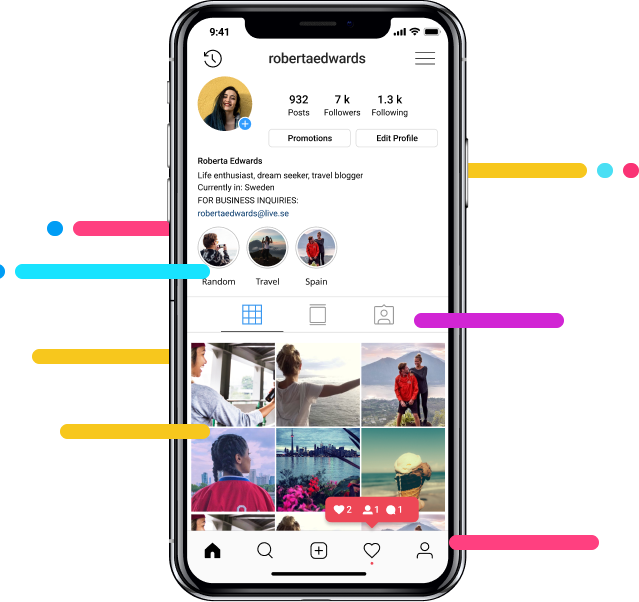 9:41
robertaedwards
932 7 k 1.3 k
Posts Followers Following
Promotions Edit Profile
Roberta Edwards
Life enthusiast, dream seeker, travel blogger
Currently in: Sweden
FOR BUSINESS INQUIRIES:
robertaedwards@live.se
Random Travel Spain
2 1 1